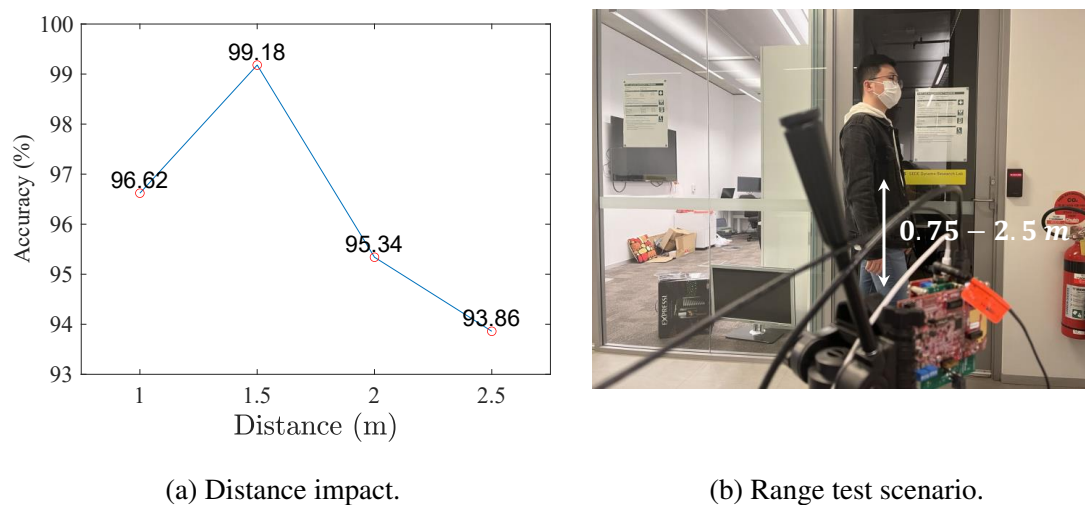 100
99
98
97
96
95
94
93
Accuracy (%)
96.62
99.18
95.34
93.86
1
1.5
2
2.5
Distance (m)
0.75 − 2.5 m
EXPRESSI
(a) Distance impact.
(b) Range test scenario.